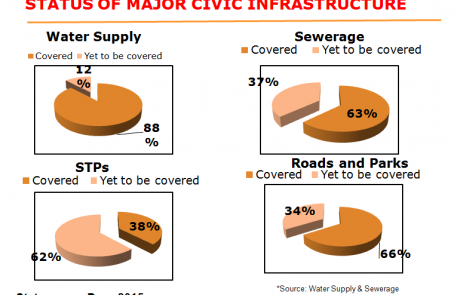 STATUS OF MAJOR CIVIC INFRASTRUCTURE
Water Supply
Covered Yet to be covered
12
%
88
%
Sewerage
Covered Yet to be covered
37%
63%
STPs
Covered Yet to be covered
38%
62%
Roads and Parks
Covered Yet to be covered
34%
66%
*Source: Water Supply & Sewerage